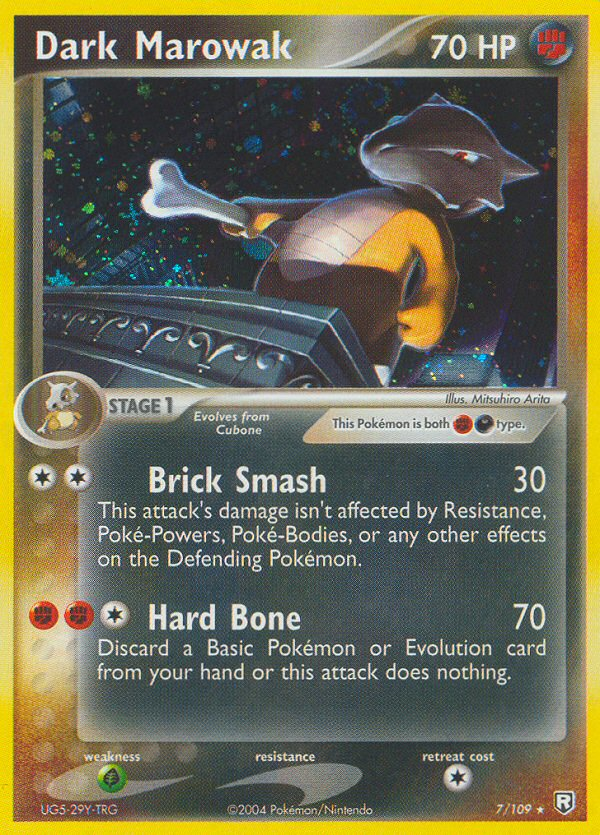 Dark Marowak 70 HP
Illus. Mitsuhiro Arita
STAGE 1
Evolves from
Cubone
This Pokémon is both type.
Brick Smash 30
This attack's damage isn't affected by Resistance,
Poké-Powers, Poké-Bodies, or any other effects
on the Defending Pokémon.
Hard Bone 70
Discard a Basic Pokémon or Evolution card
from your hand or this attack does nothing.
weakness resistance retreat cost
UG5-29Y-TRG ©2004 Pokémon/Nintendo 7/109 ★ R